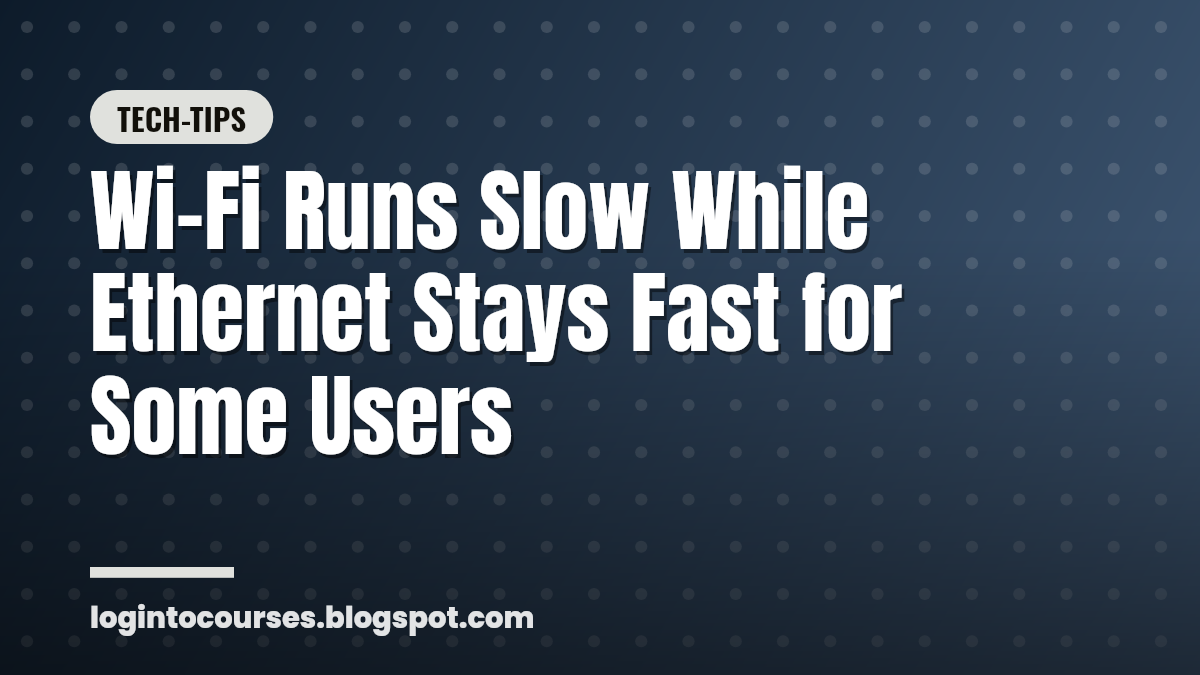 TECH-TIPS
Wi-Fi Runs Slow While
Ethernet Stays Fast for
Some Users
logintocourses.blogspot.com